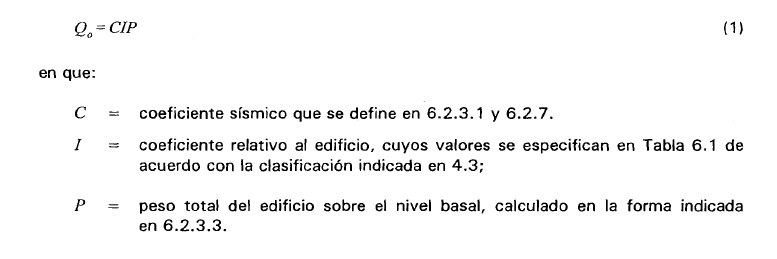 Qo = CIP (1)
en que:
C = coeficiente sísmico que se define en 6.2.3.1 y 6.2.7.
I = coeficiente relativo al edificio, cuyos valores se especifican en Tabla 6.1 de
acuerdo con la clasificación indicada en 4.3;
P = peso total del edificio sobre el nivel basal, calculado en la forma indicada
en 6.2.3.3.